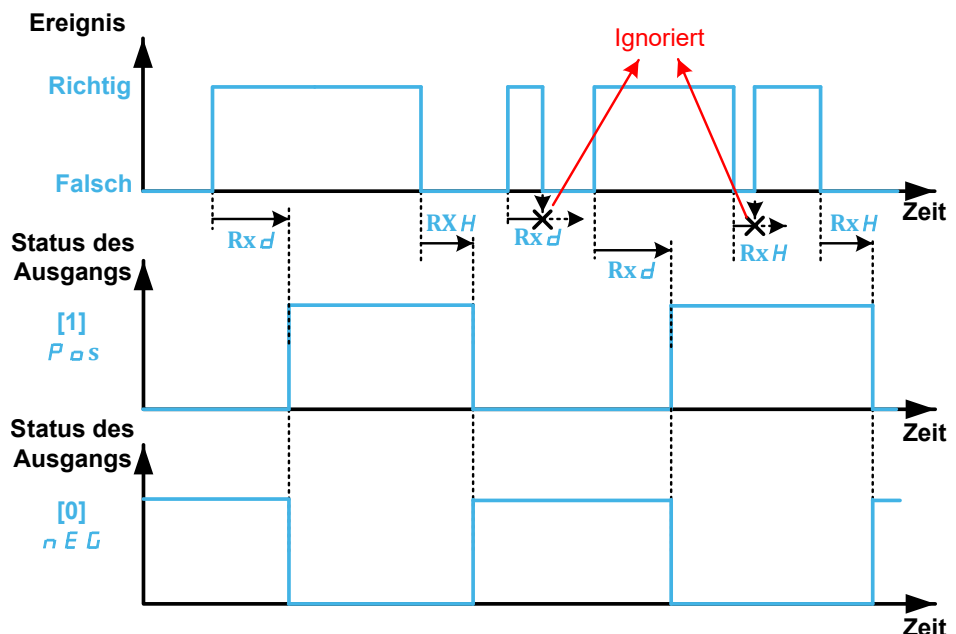 Ereignis
Ignoriert
Richtig
Falsch
Zeit
Rx d
RX H
Rx d
Rx d
Rx H
Rx H
Status des
Ausgangs
[1]
P o s
Zeit
Status des
Ausgangs
[0]
n E G
Zeit